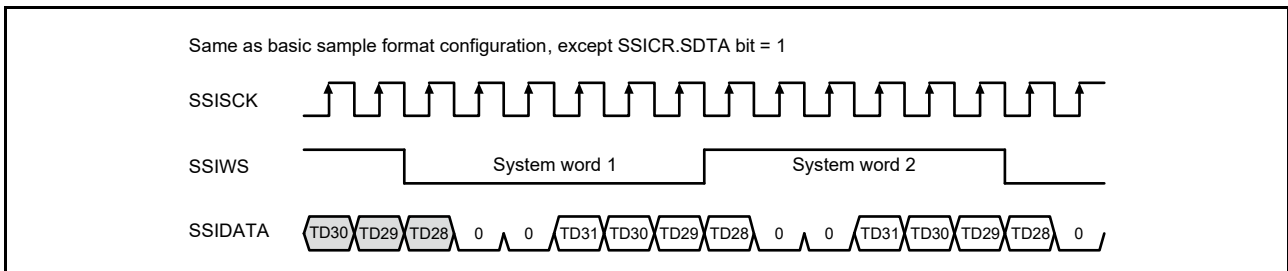 Same as basic sample format configuration, except SSICR.SDTA bit = 1
SSISCK
SSIWS System word 1 System word 2
SSIDATA TD30 TD29 TD28 0 0 TD31 TD30 TD29 TD28 0 0 TD31 TD30 TD29 TD28 0